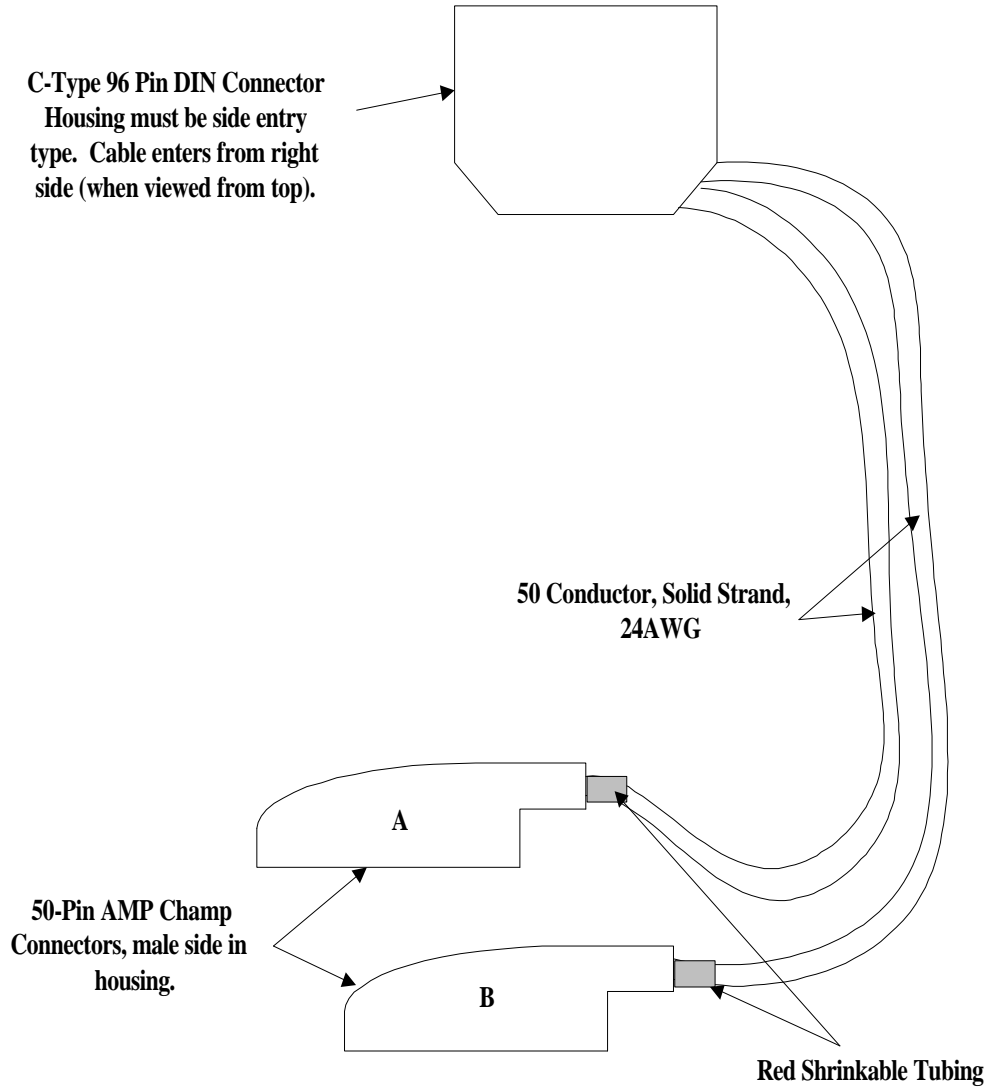 C-Type 96 Pin DIN Connector
Housing must be side entry
type. Cable enters from right
side (when viewed from top).
50 Conductor, Solid Strand,
24AWG
A
50-Pin AMP Champ
Connectors, male side in
housing.
B
Red Shrinkable Tubing